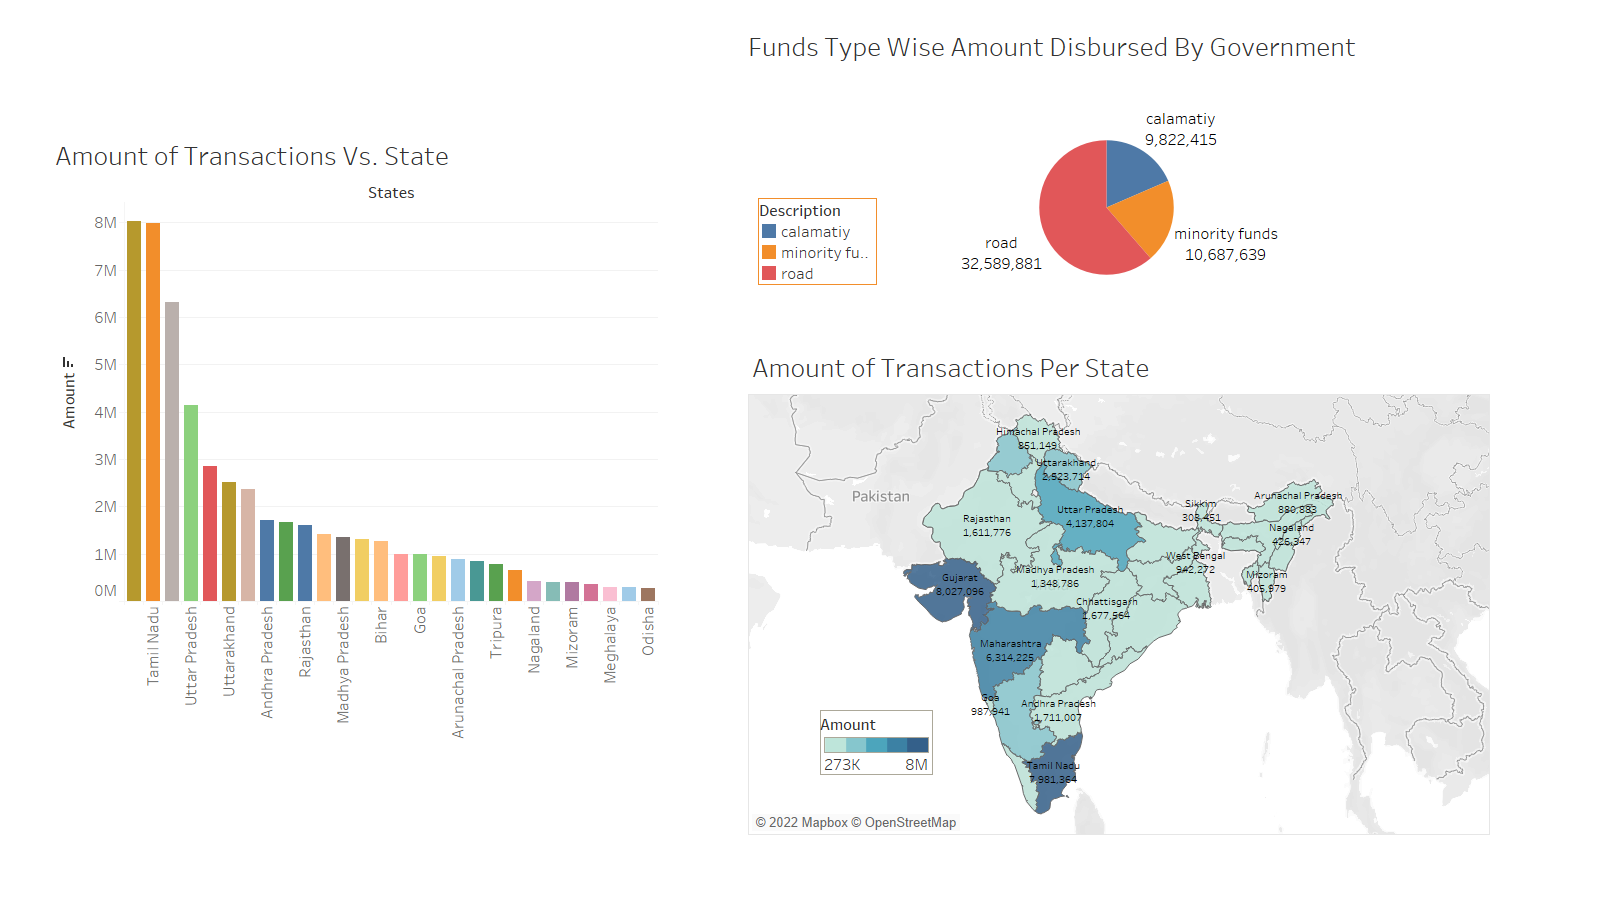 Funds Type Wise Amount Disbursed By Government
calamatiy
9,822,415
Description
calamatiy
minority fu..
road
minority funds
10,687,639
road
32,589,881
Amount of Transactions Vs. State
States
Amount
8M
7M
6M
5M
4M
3M
2M
1M
0M
Tamil Nadu
Uttar Pradesh
Uttarakhand
Andhra Pradesh
Rajasthan
Madhya Pradesh
Bihar
Goa
Arunachal Pradesh
Tripura
Nagaland
Mizoram
Meghalaya
Odisha
Amount of Transactions Per State
Himachal Pradesh
851,149
Uttarakhand
2,523,714
Pakistan
Uttar Pradesh
4,137,804
Rajasthan
1,611,776
Sikkim
308,451
Arunachal Pradesh
880,883
Nagaland
426,347
West Bengal
942,272
Mizoram
405,979
Madhya Pradesh
1,348,786
Gujarat
8,027,096
Chhattisgarh
1,677,564
Maharashtra
6,314,225
Goa
987,941
Andhra Pradesh
1,711,007
Tamil Nadu
7,981,364
Amount
273K 8M
© 2022 Mapbox © OpenStreetMap